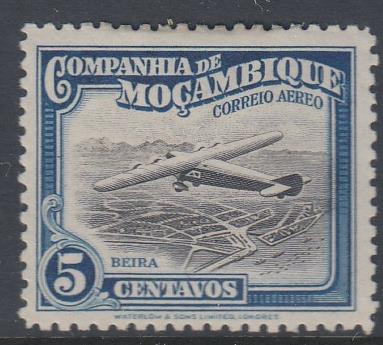 COMPANHIA DE
MOÇAMBIQUE
CORREIO AEREO
BEIRA
5 CENTAVOS
WATERLOW & SONS LIMITED, LONDRES.